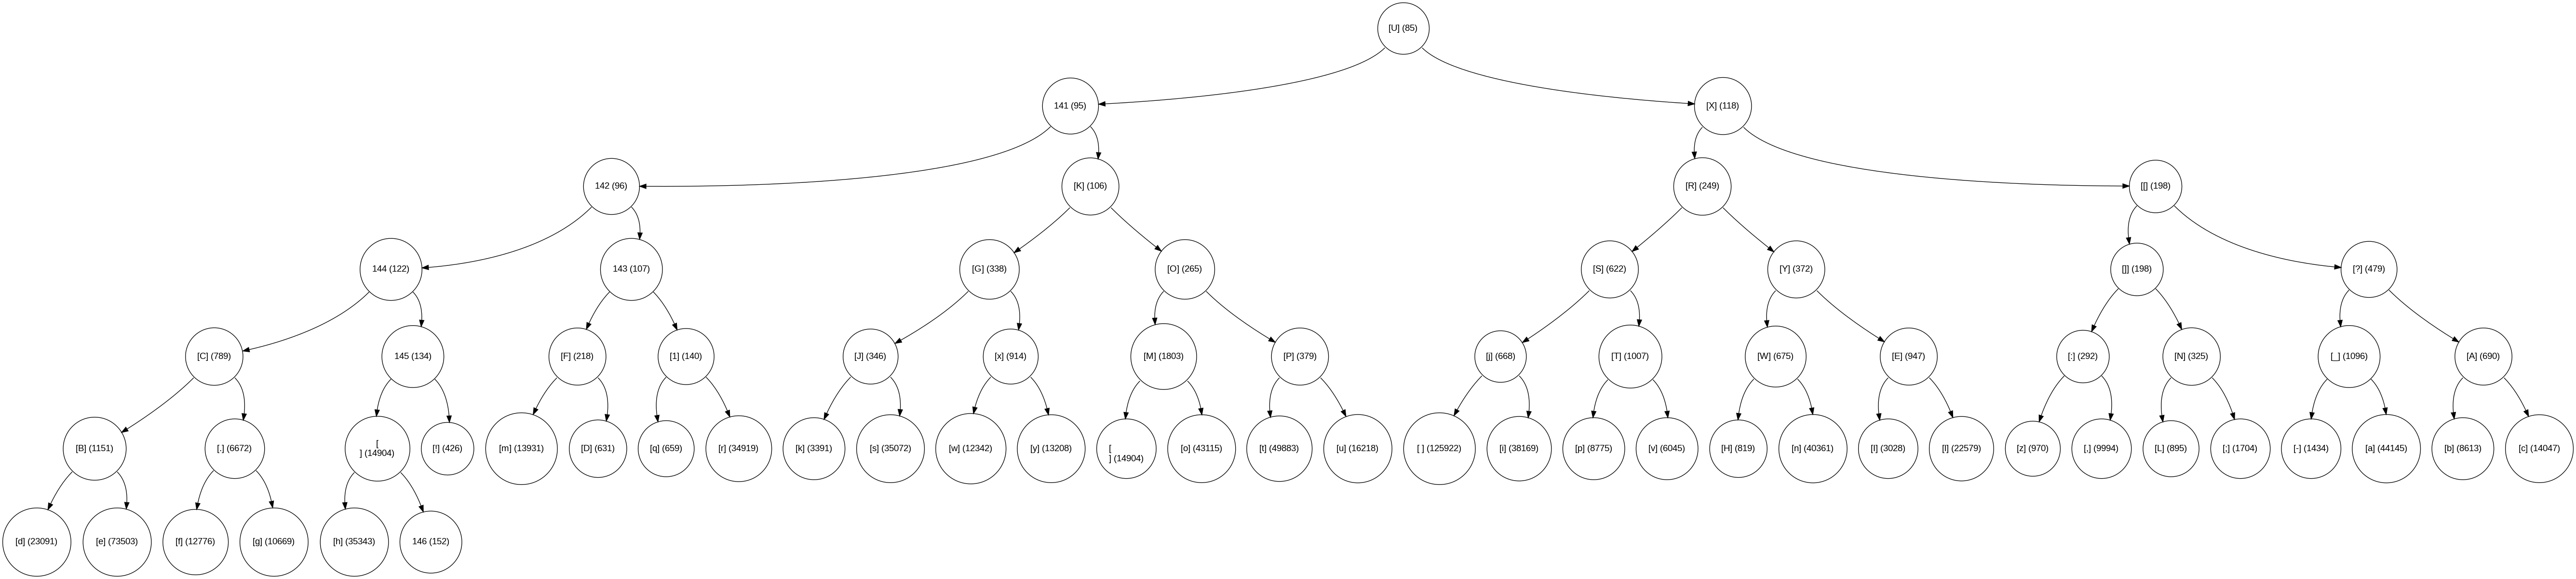 [U] (85)
141 (95)
[X] (118)
142 (96)
[K] (106)
[R] (249)
[[] (198)
144 (122)
143 (107)
[G] (338)
[O] (265)
[S] (622)
[Y] (372)
[]] (198)
[?] (479)
[C] (789)
145 (134)
[F] (218)
[1] (140)
[J] (346)
[x] (914)
[M] (1803)
[P] (379)
[j] (668)
[T] (1007)
[W] (675)
[E] (947)
[:] (292)
[N] (325)
[_] (1096)
[A] (690)
[B] (1151)
[.] (6672)
[
] (14904)
[!] (426)
[m] (13931)
[D] (631)
[q] (659)
[r] (34919)
[k] (3391)
[s] (35072)
[w] (12342)
[y] (13208)
[
] (14904)
[o] (43115)
[t] (49883)
[u] (16218)
[ ] (125922)
[i] (38169)
[p] (8775)
[v] (6045)
[H] (819)
[n] (40361)
[I] (3028)
[l] (22579)
[z] (970)
[,] (9994)
[L] (895)
[;] (1704)
[-] (1434)
[a] (44145)
[b] (8613)
[c] (14047)
[d] (23091)
[e] (73503)
[f] (12776)
[g] (10669)
[h] (35343)
146 (152)